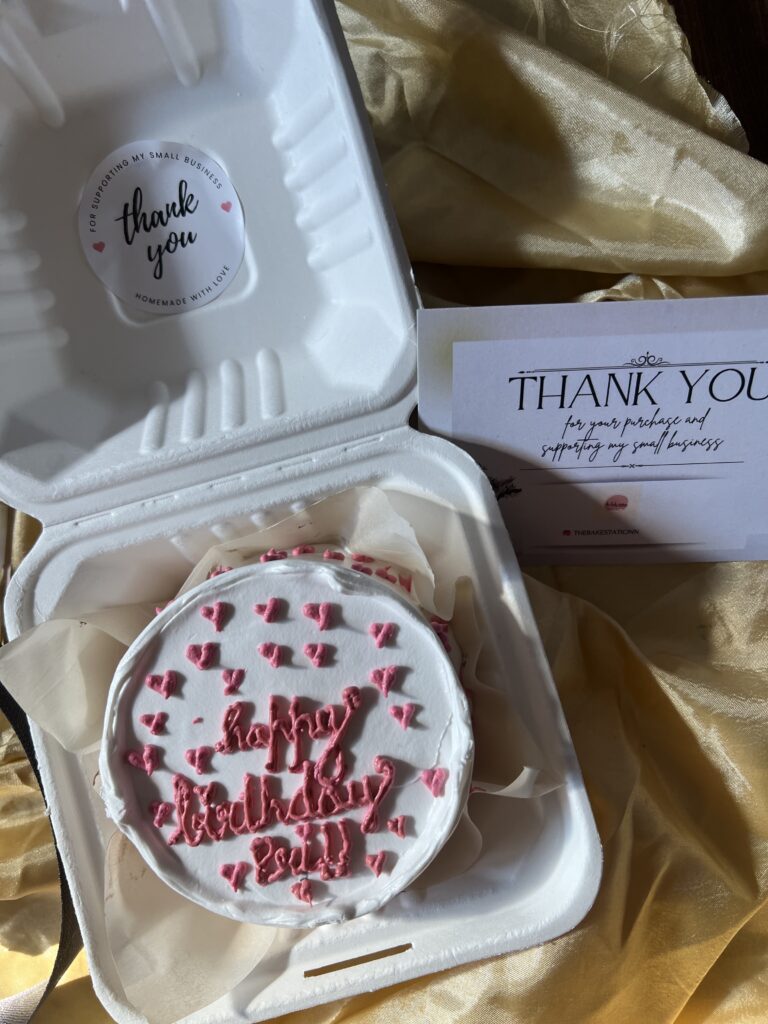 FOR SUPPORTING MY SMALL BUSINESS
thank
you
HOMEMADE WITH LOVE
THANK YOU
for your purchase and
supporting my small business
THEBAKESTATIONN
happy
birthday